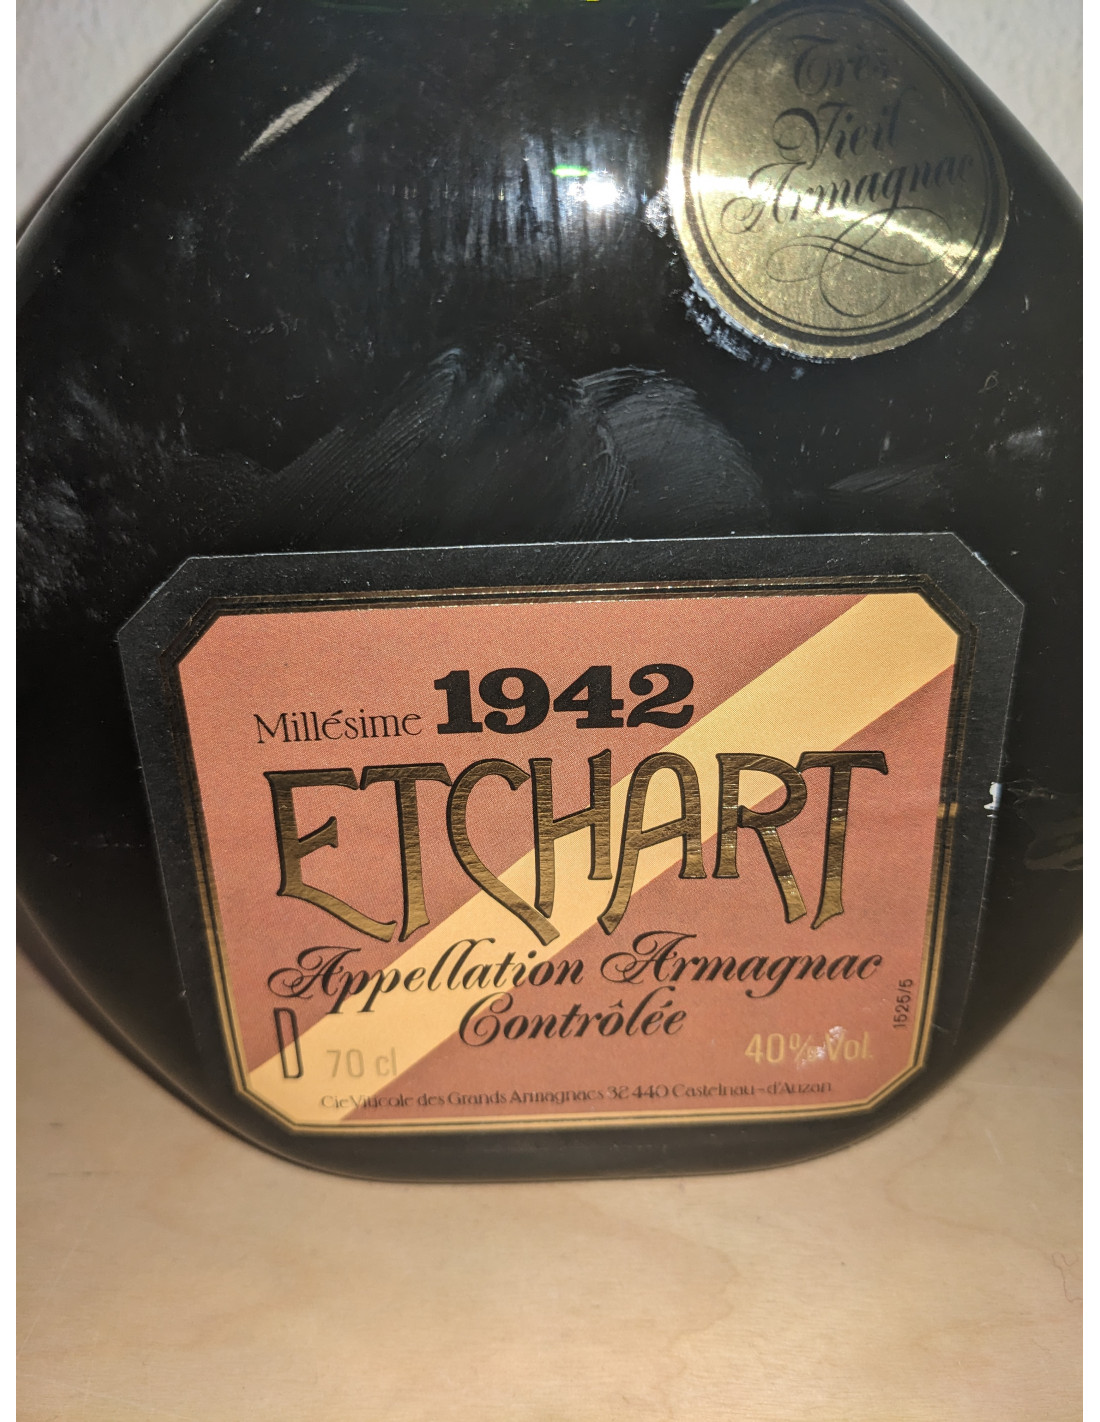 Très
Vieil
Armagnac
Millésime 1942
ETCHART
Appellation Armagnac
Contrôlée
1525/5
D 70 cl 40% Vol.
Cie Viticole des Grands Armagnacs 32 440 Castelnau-d'Auzan